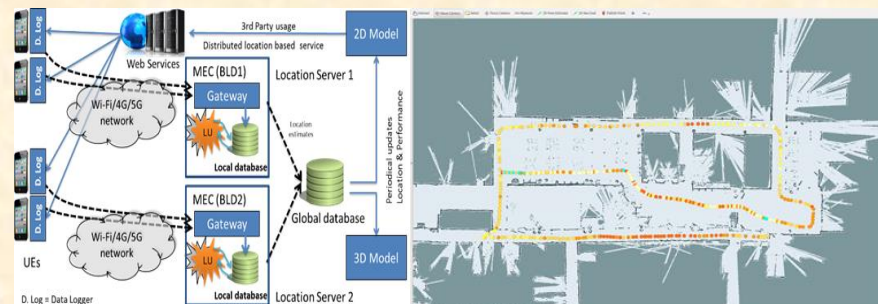 D. Log
D. Log
Web Services
3rd Party usage
Distributed location based service
2D Model
MEC (BLD1)
Location Server 1
Gateway
Wi-Fi/4G/5G
network
LU
Local database
Location
estimates
Periodical updates
Location & Performance
Global database
D. Log
D. Log
MEC (BLD2)
Gateway
Wi-Fi/4G/5G
network
LU
Local database
3D Model
UEs
Location Server 2
D. Log = Data Logger